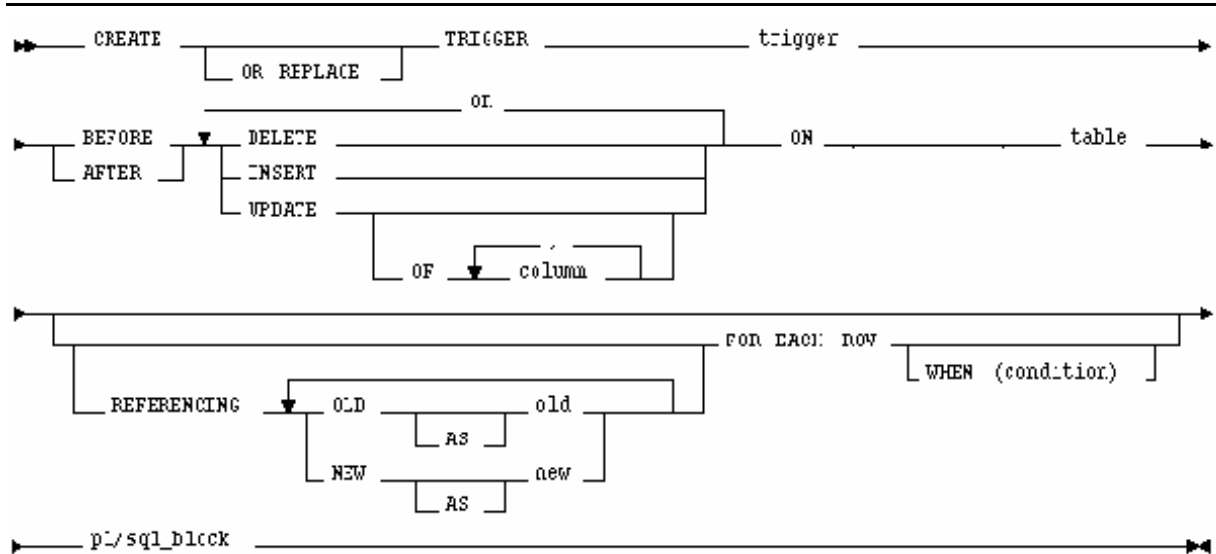 CREATE TRIGGER trigger
OR REPLACE
OR
BEFORE DELETE ON table
AFTER INSERT
UPDATE
,
OF column
FOR EACH ROW
WHEN (condition)
REFERENCING OLD old
AS
NEW new
AS
pl/sql_block